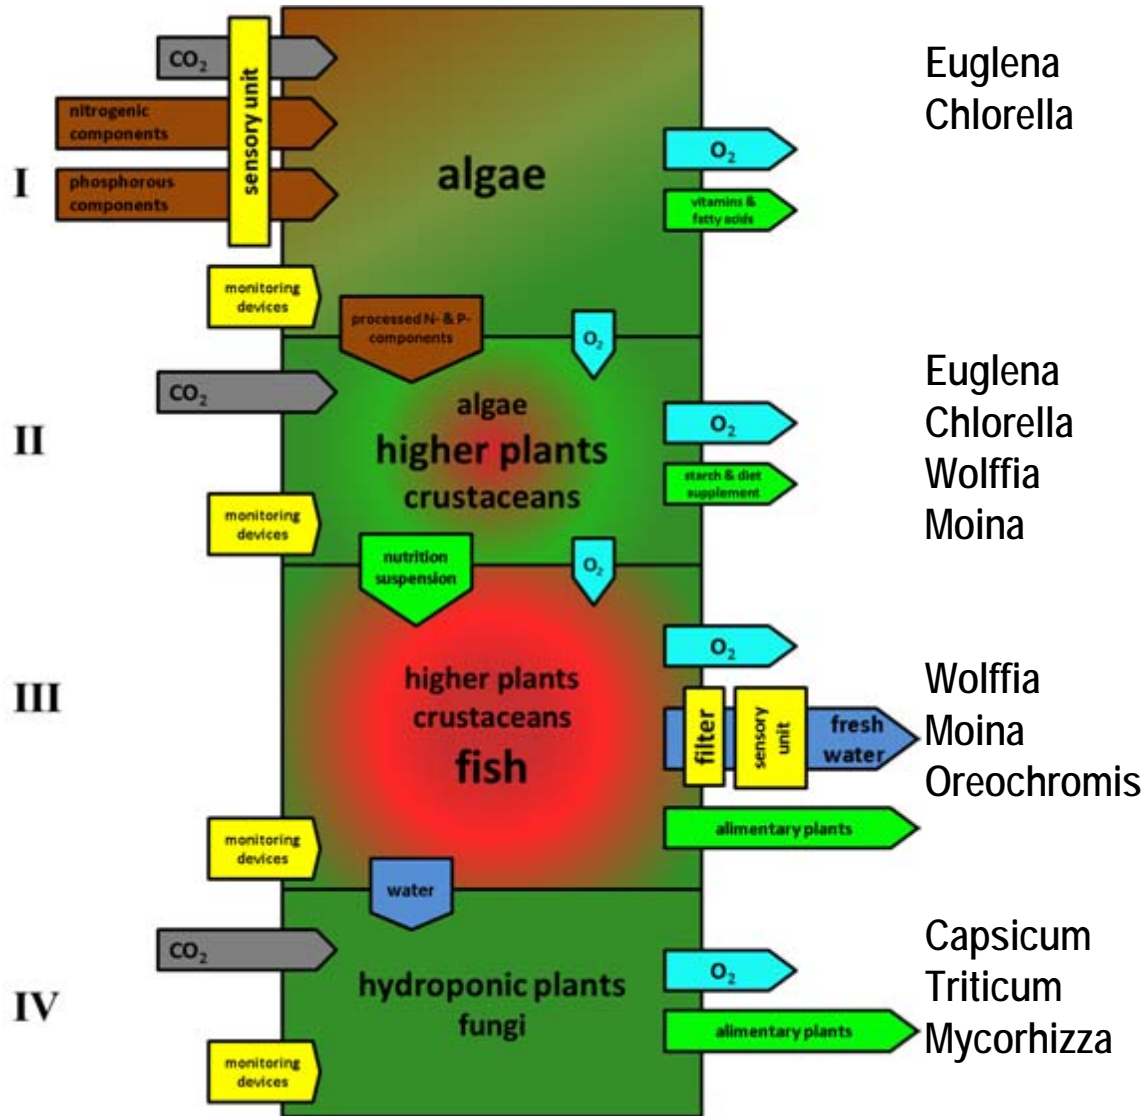 CO₂
nitrogenic
components
phosphorous
components
sensory unit
monitoring
devices
I
algae
O₂
vitamins &
fatty acids
Euglena
Chlorella
processed N- & P-
components
O₂
CO₂
II
monitoring
devices
algae
higher plants
crustaceans
O₂
starch & diet
supplement
Euglena
Chlorella
Wolffia
Moina
nutrition
suspension
O₂
III
monitoring
devices
higher plants
crustaceans
fish
O₂
filter
sensory
unit
fresh
water
alimentary plants
Wolffia
Moina
Oreochromis
water
CO₂
IV
monitoring
devices
hydroponic plants
fungi
O₂
alimentary plants
Capsicum
Triticum
Mycorhizza